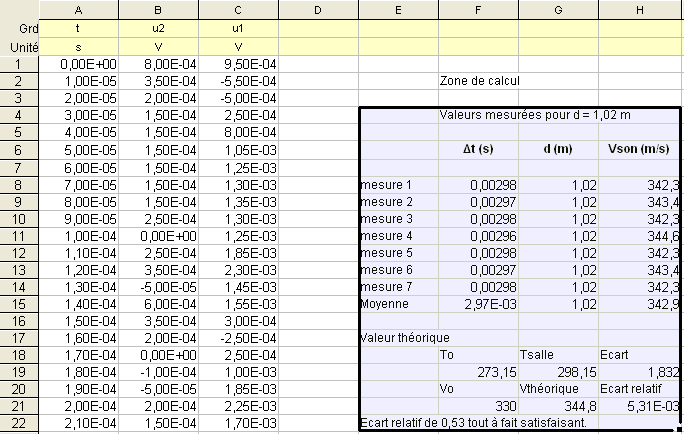 A B C D E F G H
Grd t u2 u1
Unité s V V
1 0,00E+00 8,00E-04 9,50E-04
2 1,00E-05 3,50E-04 -5,50E-04 Zone de calcul
3 2,00E-05 2,00E-04 -5,00E-04
4 3,00E-05 1,50E-04 2,50E-04 Valeurs mesurées pour d = 1,02 m
5 4,00E-05 1,50E-04 8,00E-04
6 5,00E-05 1,50E-04 1,05E-03 Δt (s) d (m) Vson (m/s)
7 6,00E-05 1,50E-04 1,25E-03
8 7,00E-05 1,50E-04 1,30E-03 mesure 1 0,00298 1,02 342,3
9 8,00E-05 1,50E-04 1,35E-03 mesure 2 0,00297 1,02 343,4
10 9,00E-05 2,50E-04 1,30E-03 mesure 3 0,00298 1,02 342,3
11 1,00E-04 0,00E+00 1,25E-03 mesure 4 0,00296 1,02 344,6
12 1,10E-04 2,50E-04 1,85E-03 mesure 5 0,00298 1,02 342,3
13 1,20E-04 3,50E-04 2,30E-03 mesure 6 0,00297 1,02 343,4
14 1,30E-04 -5,00E-05 1,45E-03 mesure 7 0,00298 1,02 342,3
15 1,40E-04 6,00E-04 1,55E-03 Moyenne 2,97E-03 1,02 342,9
16 1,50E-04 3,50E-04 3,00E-04
17 1,60E-04 2,00E-04 -2,50E-04 Valeur théorique
18 1,70E-04 0,00E+00 2,50E-04 To Tsalle Ecart
19 1,80E-04 -1,00E-04 1,00E-03 273,15 298,15 1,832
20 1,90E-04 -5,00E-05 1,85E-03 Vo Vthéorique Ecart relatif
21 2,00E-04 2,00E-04 2,25E-03 330 344,8 5,31E-03
22 2,10E-04 1,50E-04 1,70E-03 Ecart relatif de 0,53 tout à fait satisfaisant.